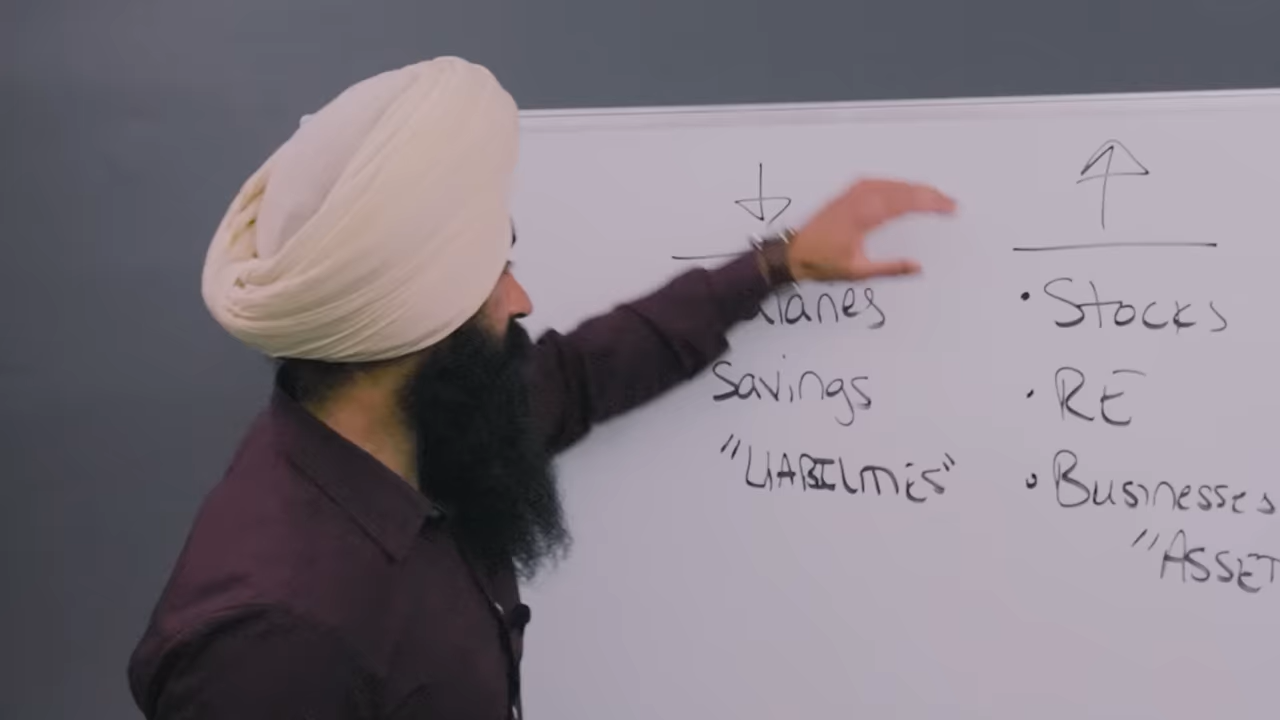 Savings
"LIABILITIES"
• Stocks
• RE
• Businesses
"ASSET